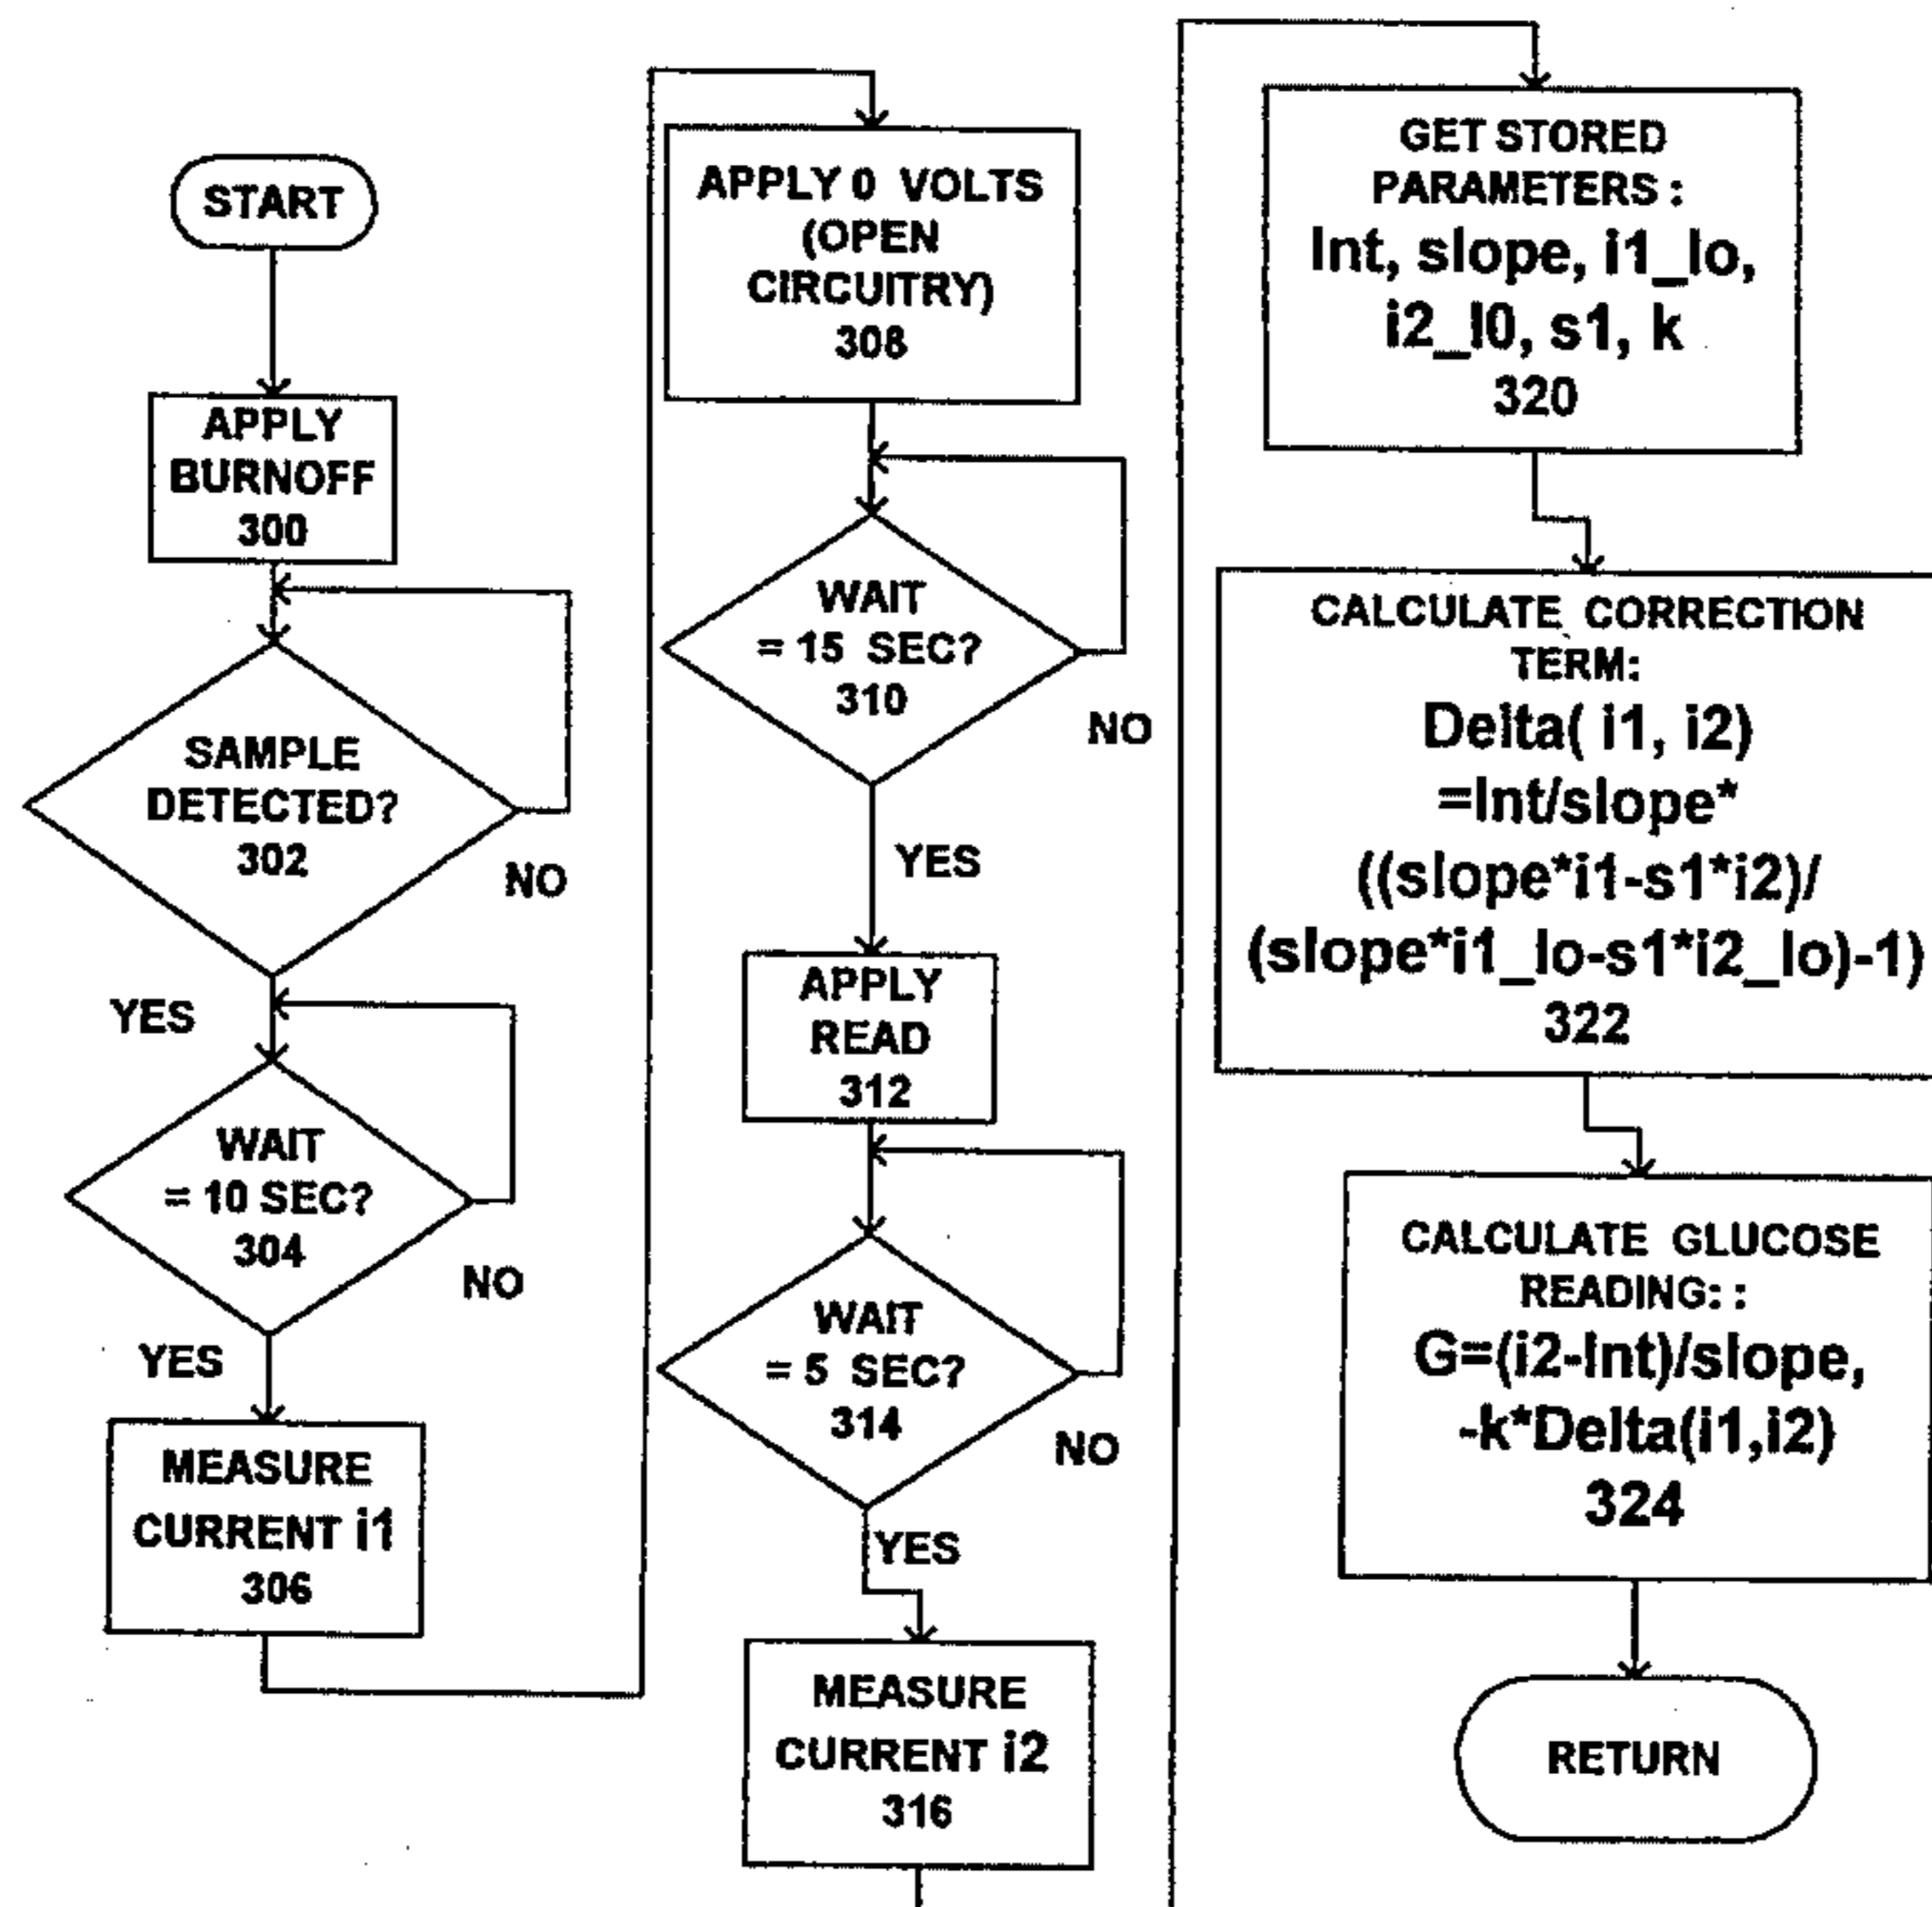 START
APPLY
BURNOFF
300
SAMPLE
DETECTED?
302
NO
YES
WAIT
= 10 SEC?
304
NO
YES
MEASURE
CURRENT i1
306
APPLY 0 VOLTS
(OPEN
CIRCUITRY)
308
WAIT
= 15 SEC?
310
NO
YES
APPLY
READ
312
WAIT
= 5 SEC?
314
NO
YES
MEASURE
CURRENT i2
316
GET STORED
PARAMETERS :
Int, slope, i1_lo,
i2_l0, s1, k
320
CALCULATE CORRECTION
TERM:
Delta( i1, i2)
=Int/slope*
((slope*i1-s1*i2)/
(slope*i1_lo-s1*i2_lo)-1)
322
CALCULATE GLUCOSE
READING: :
G=(i2-Int)/slope,
-k*Delta(i1,i2)
324
RETURN